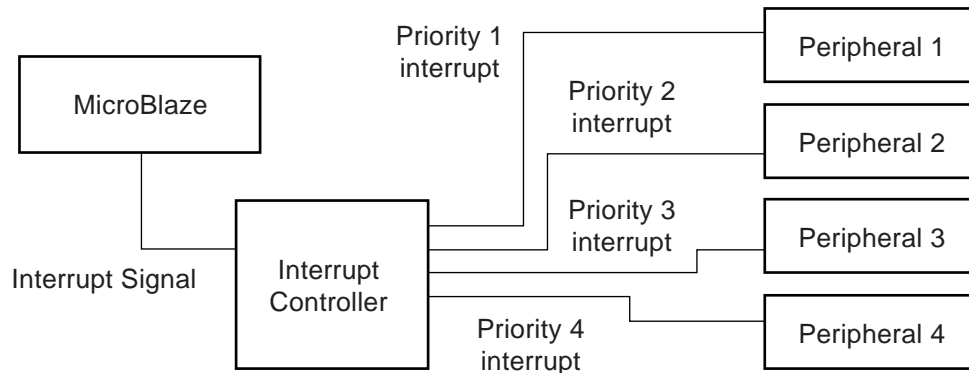 Priority 1
interrupt
Peripheral 1
MicroBlaze
Priority 2
interrupt
Peripheral 2
Priority 3
interrupt
Peripheral 3
Interrupt Signal
Interrupt
Controller
Priority 4
interrupt
Peripheral 4